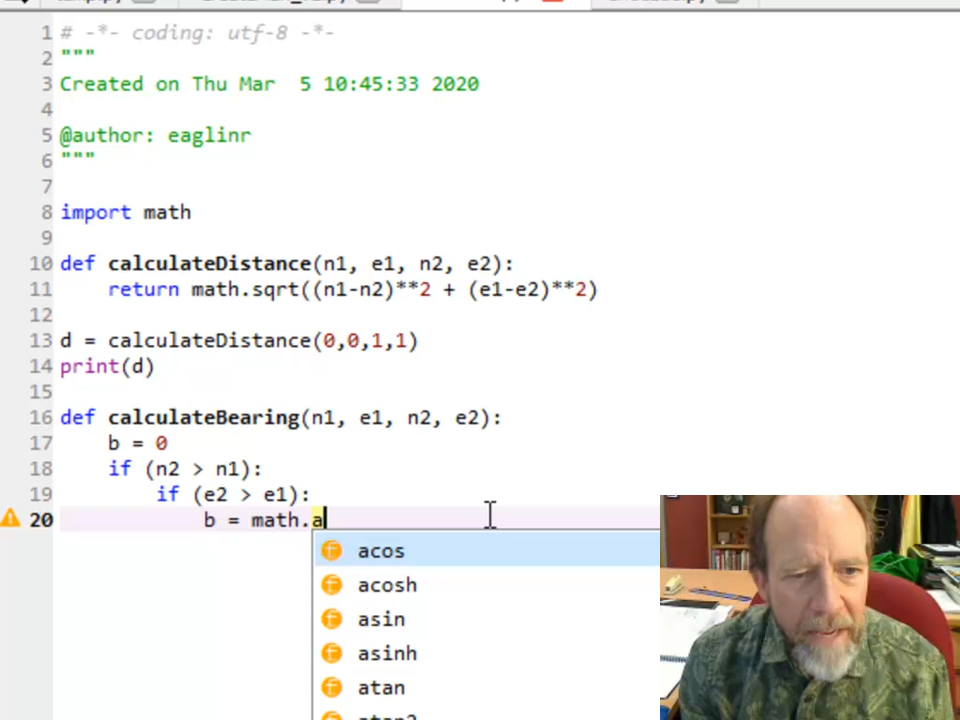 1 # -*- coding: utf-8 -*-
2 """
3 Created on Thu Mar  5 10:45:33 2020
4
5 @author: eaglinr
6 """
7
8 import math
9
10 def calculateDistance(n1, e1, n2, e2):
11     return math.sqrt((n1-n2)**2 + (e1-e2)**2)
12
13 d = calculateDistance(0,0,1,1)
14 print(d)
15
16 def calculateBearing(n1, e1, n2, e2):
17     b = 0
18     if (n2 > n1):
19         if (e2 > e1):
20             b = math.a
f acos
f acosh
f asin
f asinh
f atan
atan2